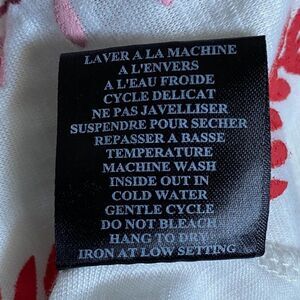 LAVER A LA MACHINE
A L'ENVERS
A L'EAU FROIDE
CYCLE DELICAT
NE PAS JAVELLISER
SUSPENDRE POUR SECHER
REPASSER A BASSE
TEMPERATURE
MACHINE WASH
INSIDE OUT IN
COLD WATER
GENTLE CYCLE
DO NOT BLEACH
HANG TO DRY
IRON AT LOW SETTING